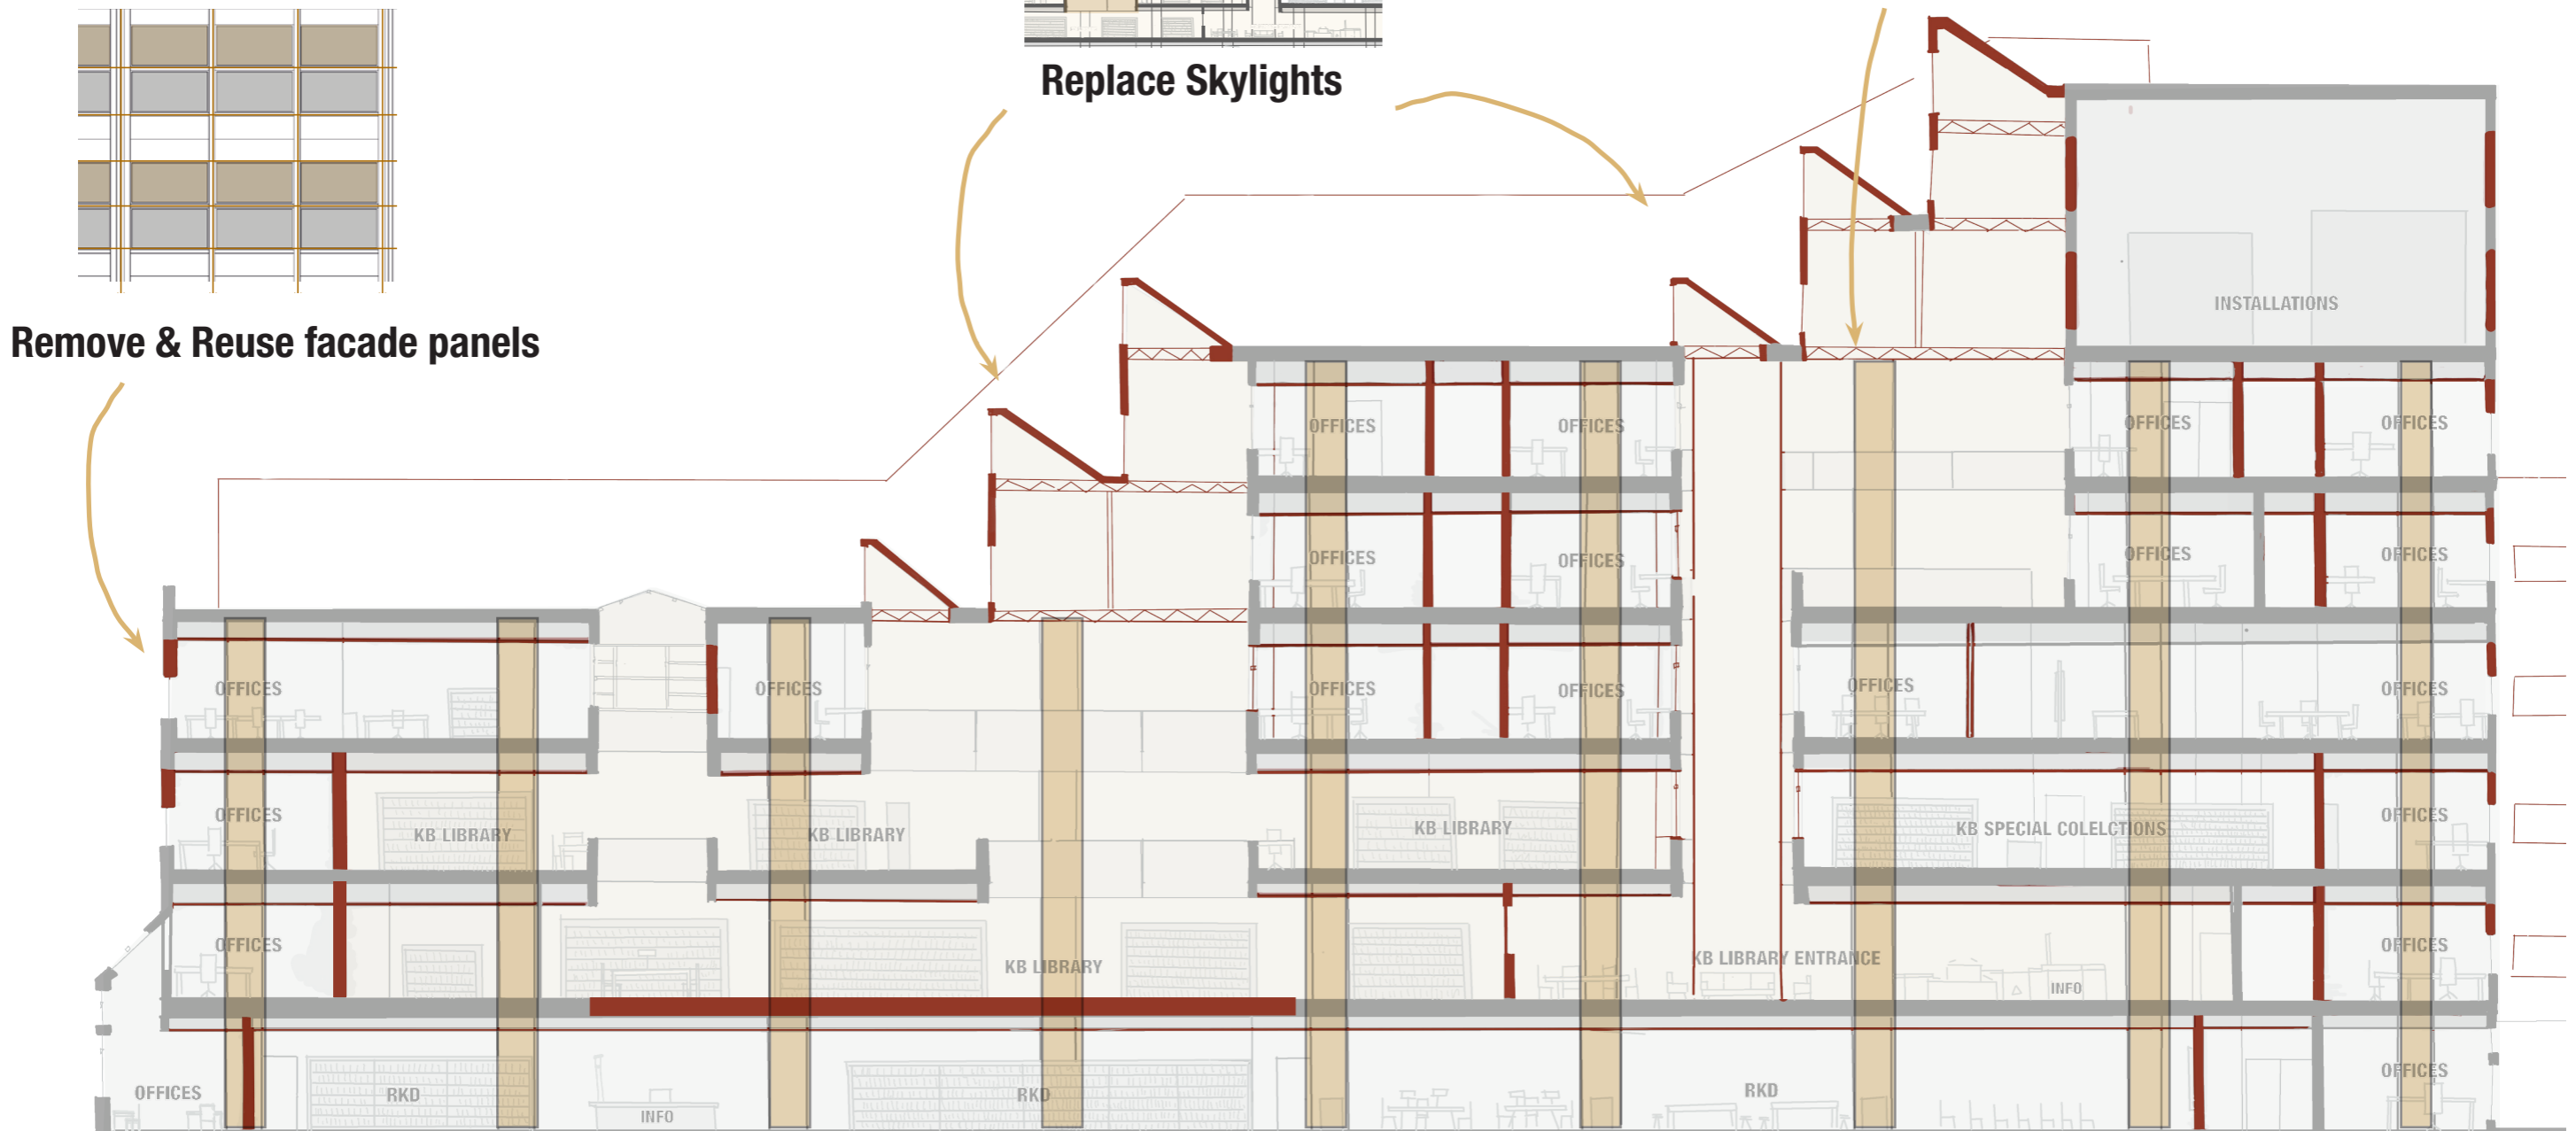 Replace Skylights
Remove & Reuse facade panels
INSTALLATIONS
OFFICES OFFICES OFFICES OFFICES
OFFICES OFFICES OFFICES OFFICES
OFFICES OFFICES OFFICES OFFICES OFFICES OFFICES
OFFICES KB LIBRARY KB LIBRARY KB LIBRARY KB SPECIAL COLELCTIONS OFFICES
OFFICES KB LIBRARY KB LIBRARY ENTRANCE INFO OFFICES
OFFICES RKD INFO RKD RKD OFFICES